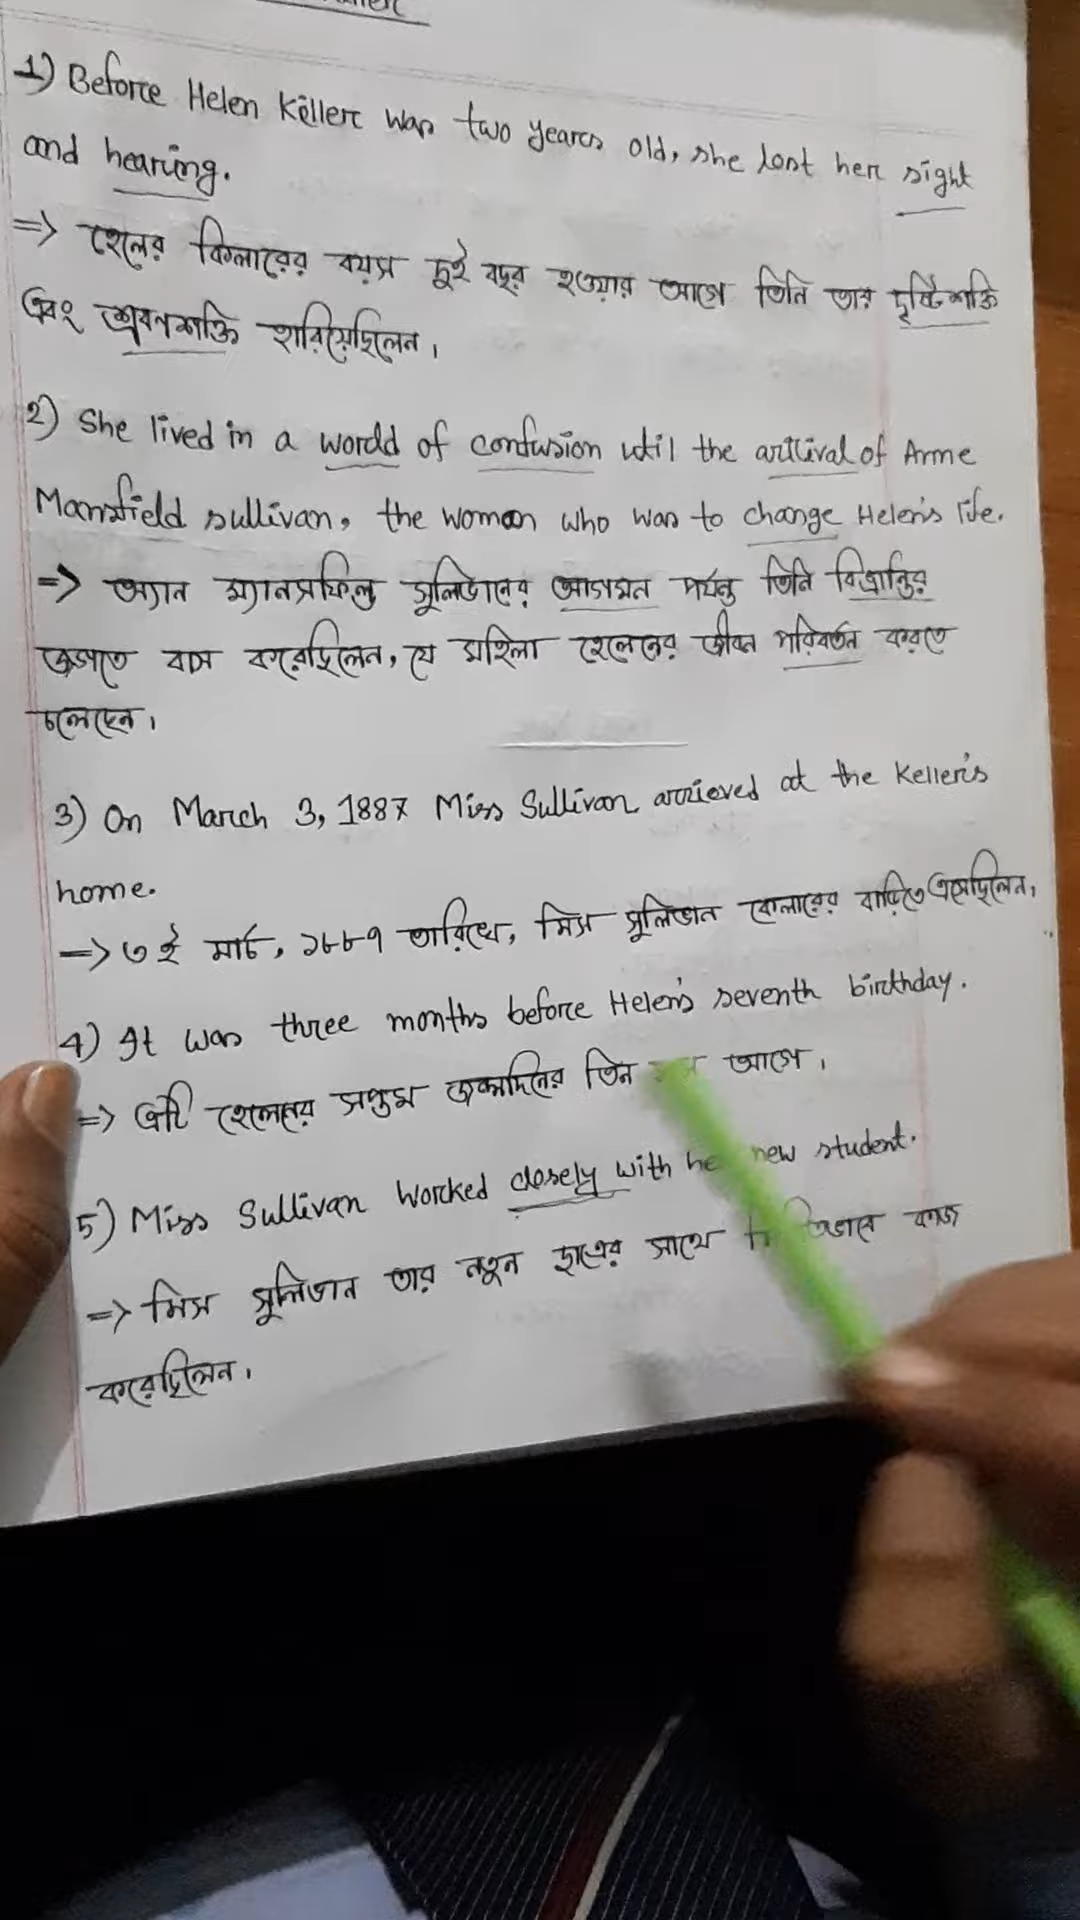 1) Before Helen Keller was two years old, she lost her sight
and hearing.
=> হেলের কিলারের বয়স দুই বছর হওয়ার আগে তিনি তার দৃষ্টিশক্তি
এবং শ্রবনশক্তি হারিয়েছিলেন।
2) She lived in a world of confusion util the arrival of Anne
Mansfield sullivan, the woman who was to change Helen's life.
=> অ্যান ম্যানসফিল্ড সুলিভানের আগমন পর্যন্ত তিনি বিভ্রান্তির
জগতে বাস করেছিলেন, যে মহিলা হেলেনের জীবন পরিবর্তন করতে
চলেছেন।
3) On March 3, 1887 Miss Sullivan arrieved at the Keller's
home.
=> ৩ ই মার্চ, ১৮৮৭ তারিখে, মিস সুলিভান কেলারের বাড়িতে এসেছিলেন।
4) It was three months before Helen's seventh birthday.
=> এটি হেলেনের সপ্তম জন্মদিনের তিন আগে।
5) Miss Sullivan Worked closely with new student.
=> মিস সুলিভান তার নতুন ছাত্রের সাথে কাজ
করেছিলেন।